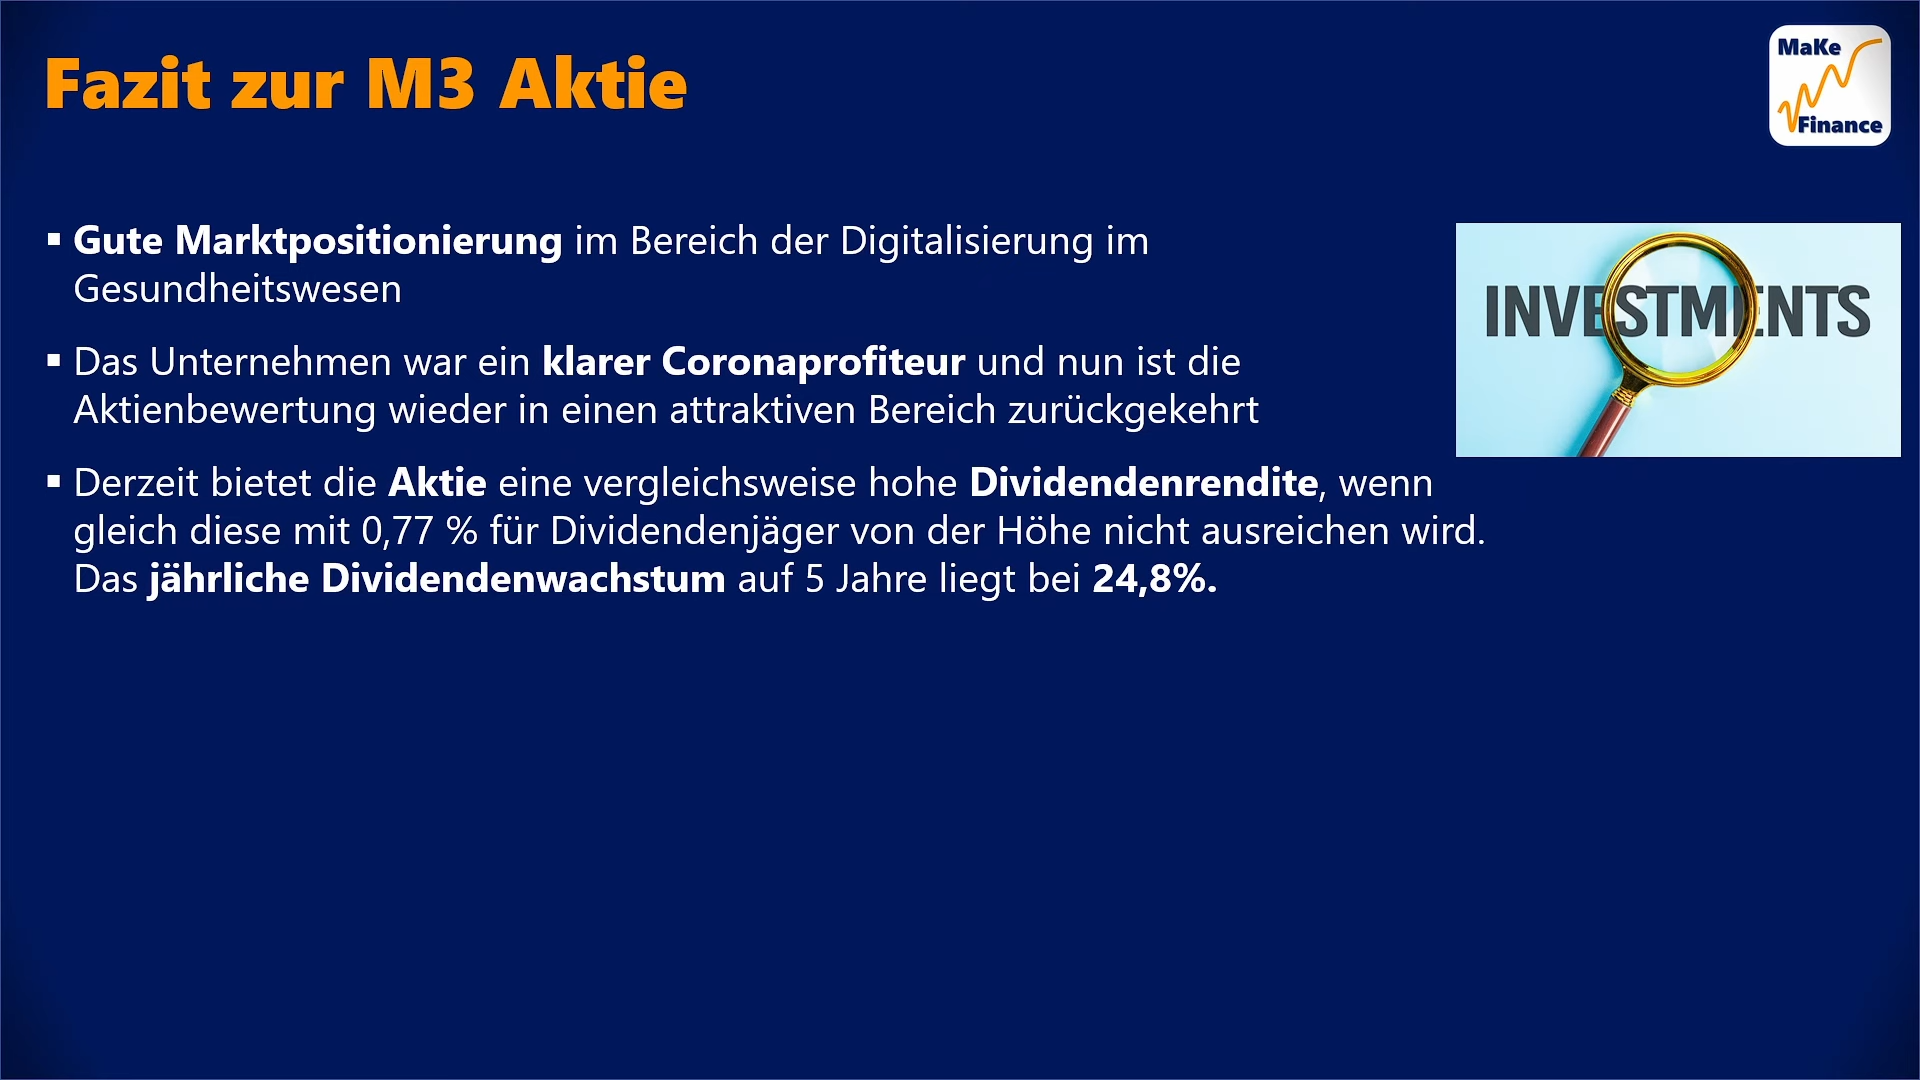 Fazit zur M3 Aktie
MaKe
Finance
▪ Gute Marktpositionierung im Bereich der Digitalisierung im
Gesundheitswesen
INVESTMENTS
▪ Das Unternehmen war ein klarer Coronaprofiteur und nun ist die
Aktienbewertung wieder in einen attraktiven Bereich zurückgekehrt
▪ Derzeit bietet die Aktie eine vergleichsweise hohe Dividendenrendite, wenn
gleich diese mit 0,77 % für Dividendenjäger von der Höhe nicht ausreichen wird.
Das jährliche Dividendenwachstum auf 5 Jahre liegt bei 24,8%.